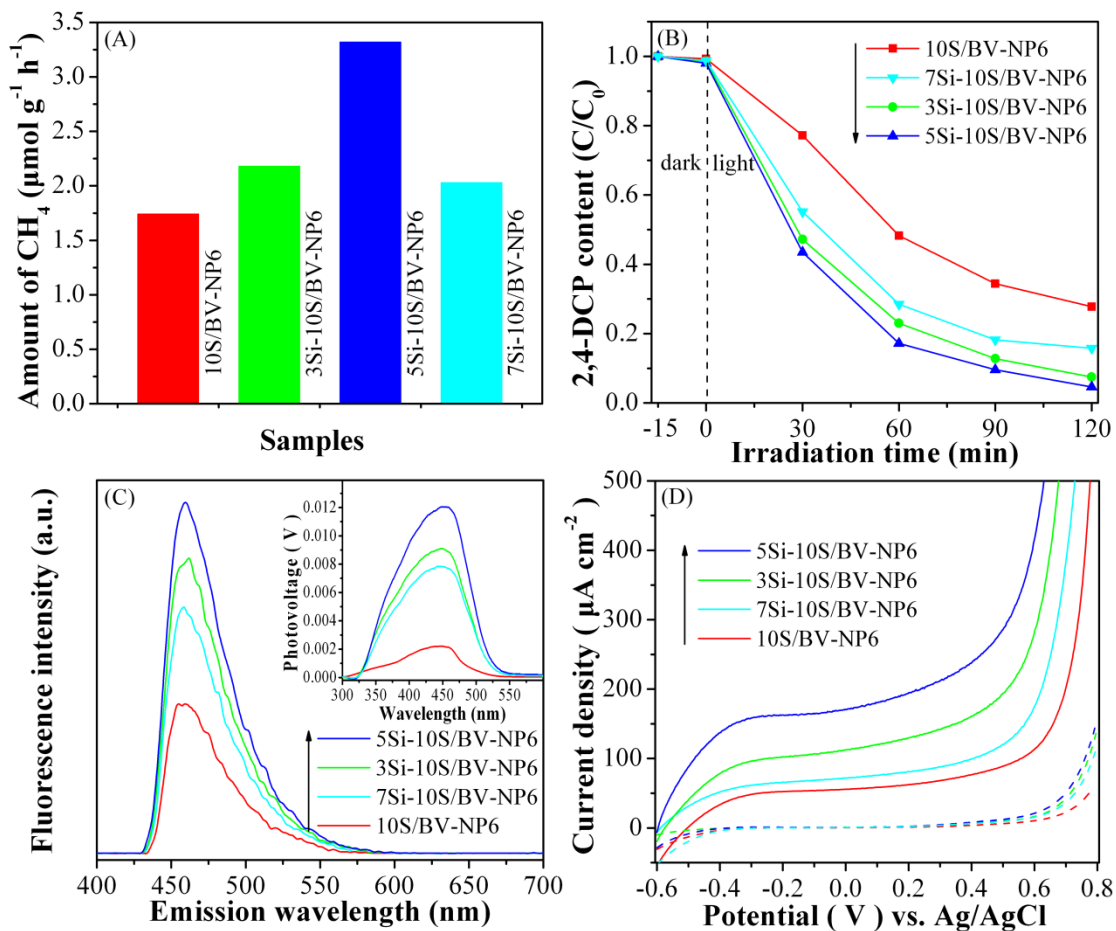 (A)
Amount of CH4 (μmol g-1 h-1)
3.5
3.0
2.5
2.0
1.5
1.0
0.5
0.0
10S/BV-NP6
3Si-10S/BV-NP6
5Si-10S/BV-NP6
7Si-10S/BV-NP6
Samples
(B)
2,4-DCP content (C/C0)
1.0
0.8
0.6
0.4
0.2
0.0
10S/BV-NP6
7Si-10S/BV-NP6
3Si-10S/BV-NP6
5Si-10S/BV-NP6
dark
light
-15 0 30 60 90 120
Irradiation time (min)
(C)
Fluorescence intensity (a.u.)
Photovoltage ( V )
0.012
0.010
0.008
0.006
0.004
0.002
0.000
300 350 400 450 500 550
Wavelength (nm)
5Si-10S/BV-NP6
3Si-10S/BV-NP6
7Si-10S/BV-NP6
10S/BV-NP6
400 450 500 550 600 650 700
Emission wavelength (nm)
(D)
Current density ( μA cm-2 )
500
400
300
200
100
0
5Si-10S/BV-NP6
3Si-10S/BV-NP6
7Si-10S/BV-NP6
10S/BV-NP6
-0.6 -0.4 -0.2 0.0 0.2 0.4 0.6 0.8
Potential ( V ) vs. Ag/AgCl